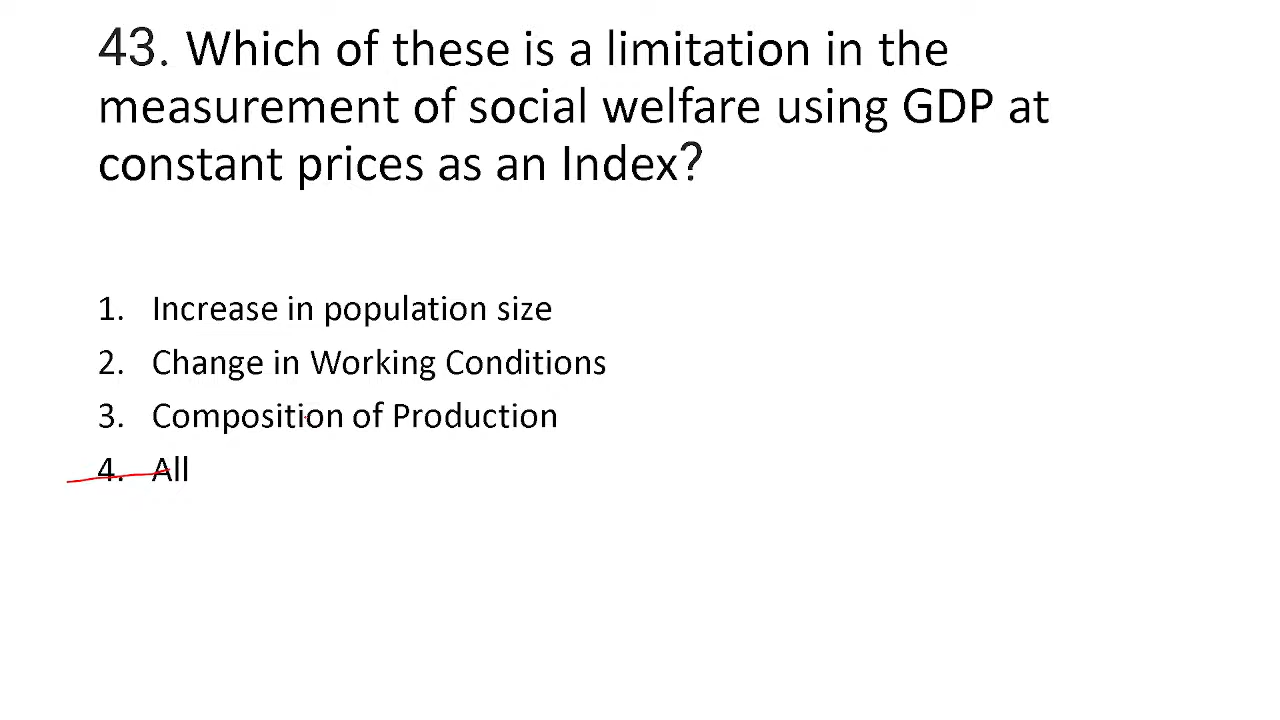 43. Which of these is a limitation in the
measurement of social welfare using GDP at
constant prices as an Index?
1. Increase in population size
2. Change in Working Conditions
3. Composition of Production
4. All